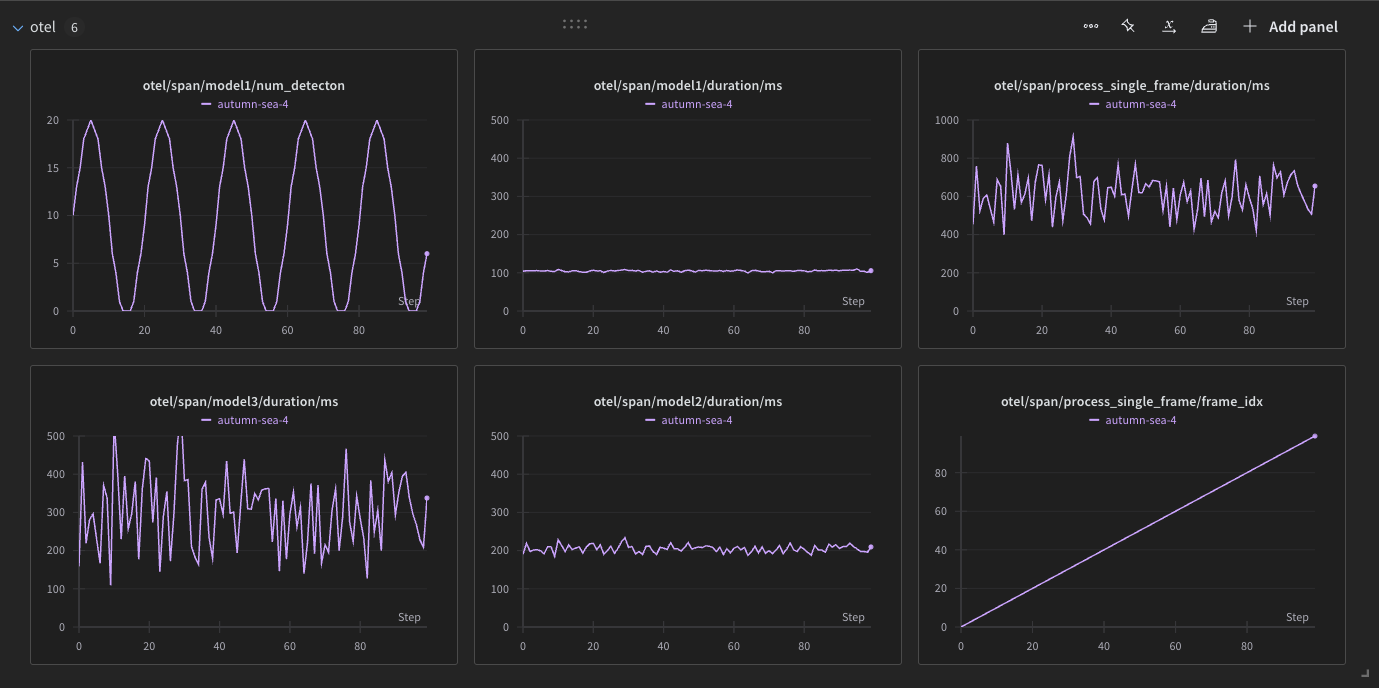 otel 6
Add panel
otel/span/model1/num_detecton
autumn-sea-4
20
15
10
5
0
Step
0 20 40 60 80
otel/span/model1/duration/ms
autumn-sea-4
500
400
300
200
100
0
Step
0 20 40 60 80
otel/span/process_single_frame/duration/ms
autumn-sea-4
1000
800
600
400
200
0
Step
0 20 40 60 80
otel/span/model3/duration/ms
autumn-sea-4
500
400
300
200
100
0
Step
0 20 40 60 80
otel/span/model2/duration/ms
autumn-sea-4
500
400
300
200
100
0
Step
0 20 40 60 80
otel/span/process_single_frame/frame_idx
autumn-sea-4
80
60
40
20
0
Step
0 20 40 60 80